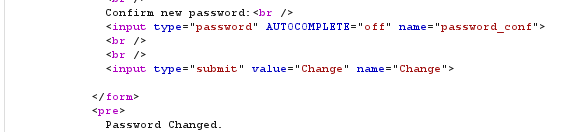 Confirm new password:<br />
<input type="password" AUTOCOMPLETE="off" name="password_conf">
<br />
<br />
<input type="submit" value="Change" name="Change">
</form>
<pre>
Password Changed.